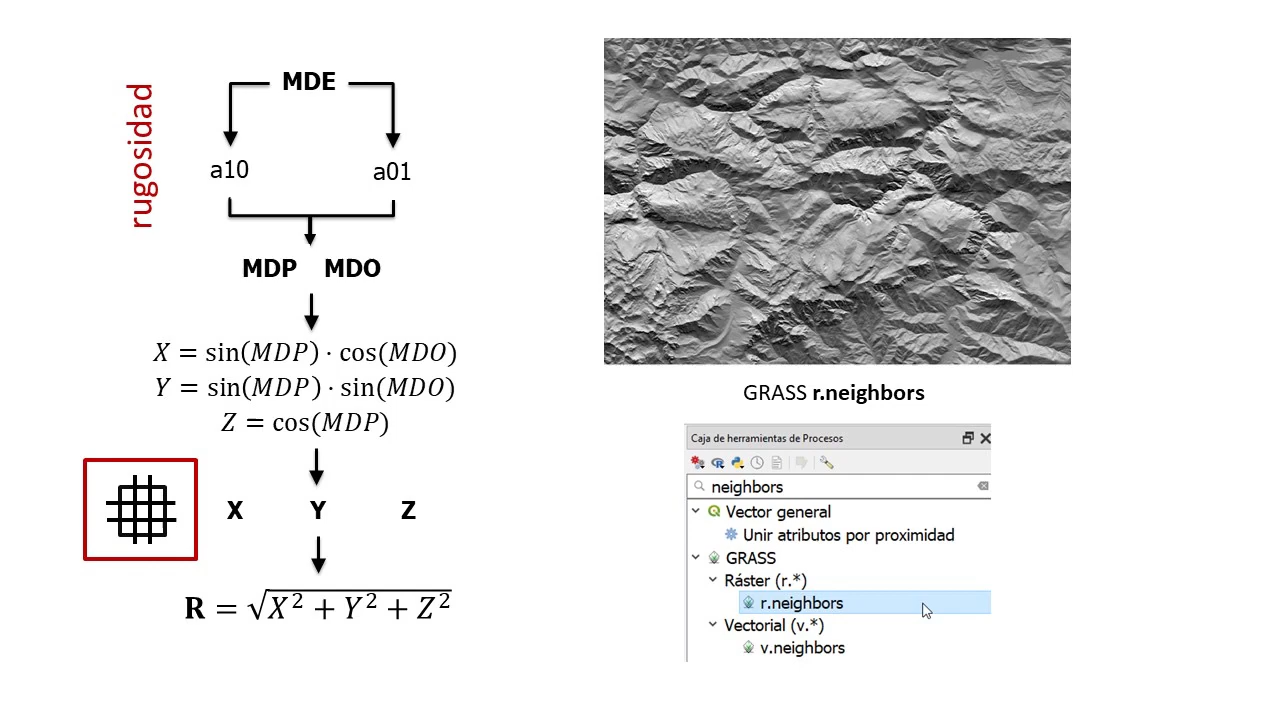 rugosidad
MDE
a10 a01
MDP MDO
X = sin(MDP) · cos(MDO)
Y = sin(MDP) · sin(MDO)
Z = cos(MDP)
X Y Z
R = √X² + Y² + Z²
GRASS r.neighbors
Caja de herramientas de Procesos
neighbors
Vector general
Unir atributos por proximidad
GRASS
Ráster (r.*)
r.neighbors
Vectorial (v.*)
v.neighbors